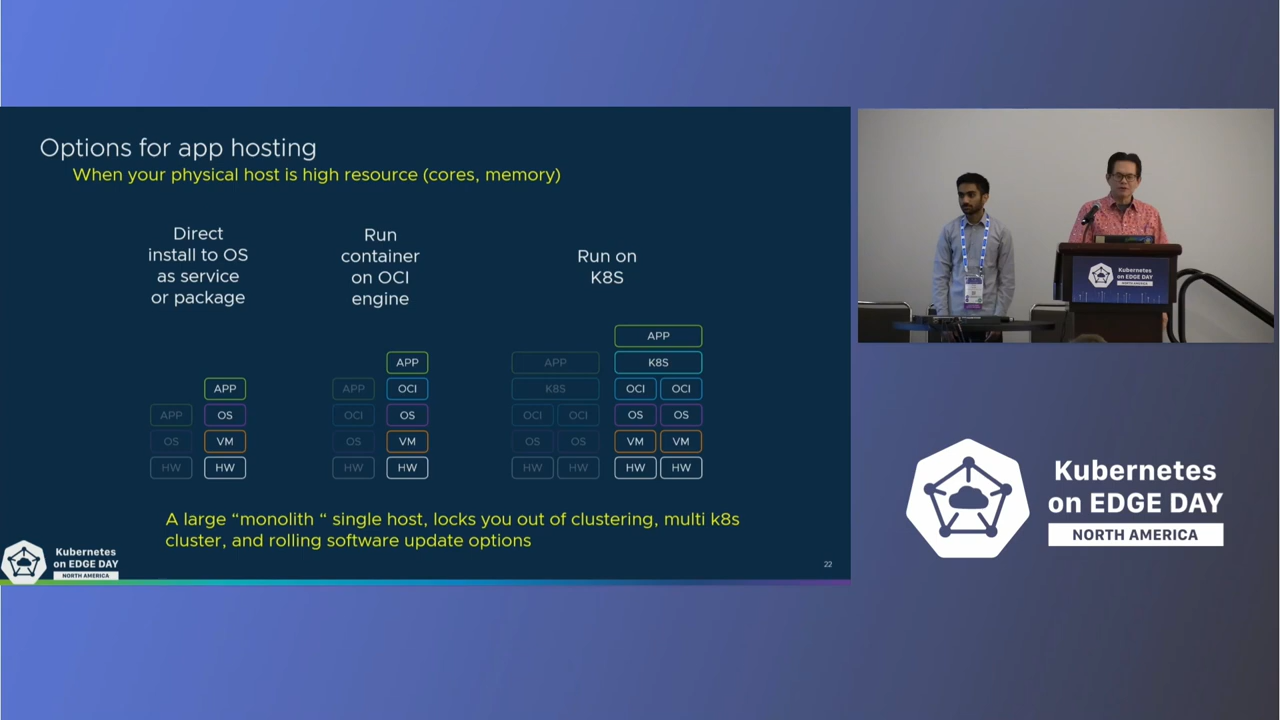 Options for app hosting
When your physical host is high resource (cores, memory)
Direct
install to OS
as service
or package
Run
container
on OCI
engine
Run on
K8S
APP
APP OS
OS VM
HW HW
APP
APP OCI
OCI OS
OS VM
HW HW
APP
APP K8S
K8S OCI OCI
OCI OCI OS OS
OS OS VM VM
HW HW HW HW
A large “monolith “ single host, locks you out of clustering, multi k8s
cluster, and rolling software update options
Kubernetes
on EDGE DAY
NORTH AMERICA
22
Kubernetes
on EDGE DAY
NORTH AMERICA
Kubernetes
on EDGE DAY
NORTH AMERICA